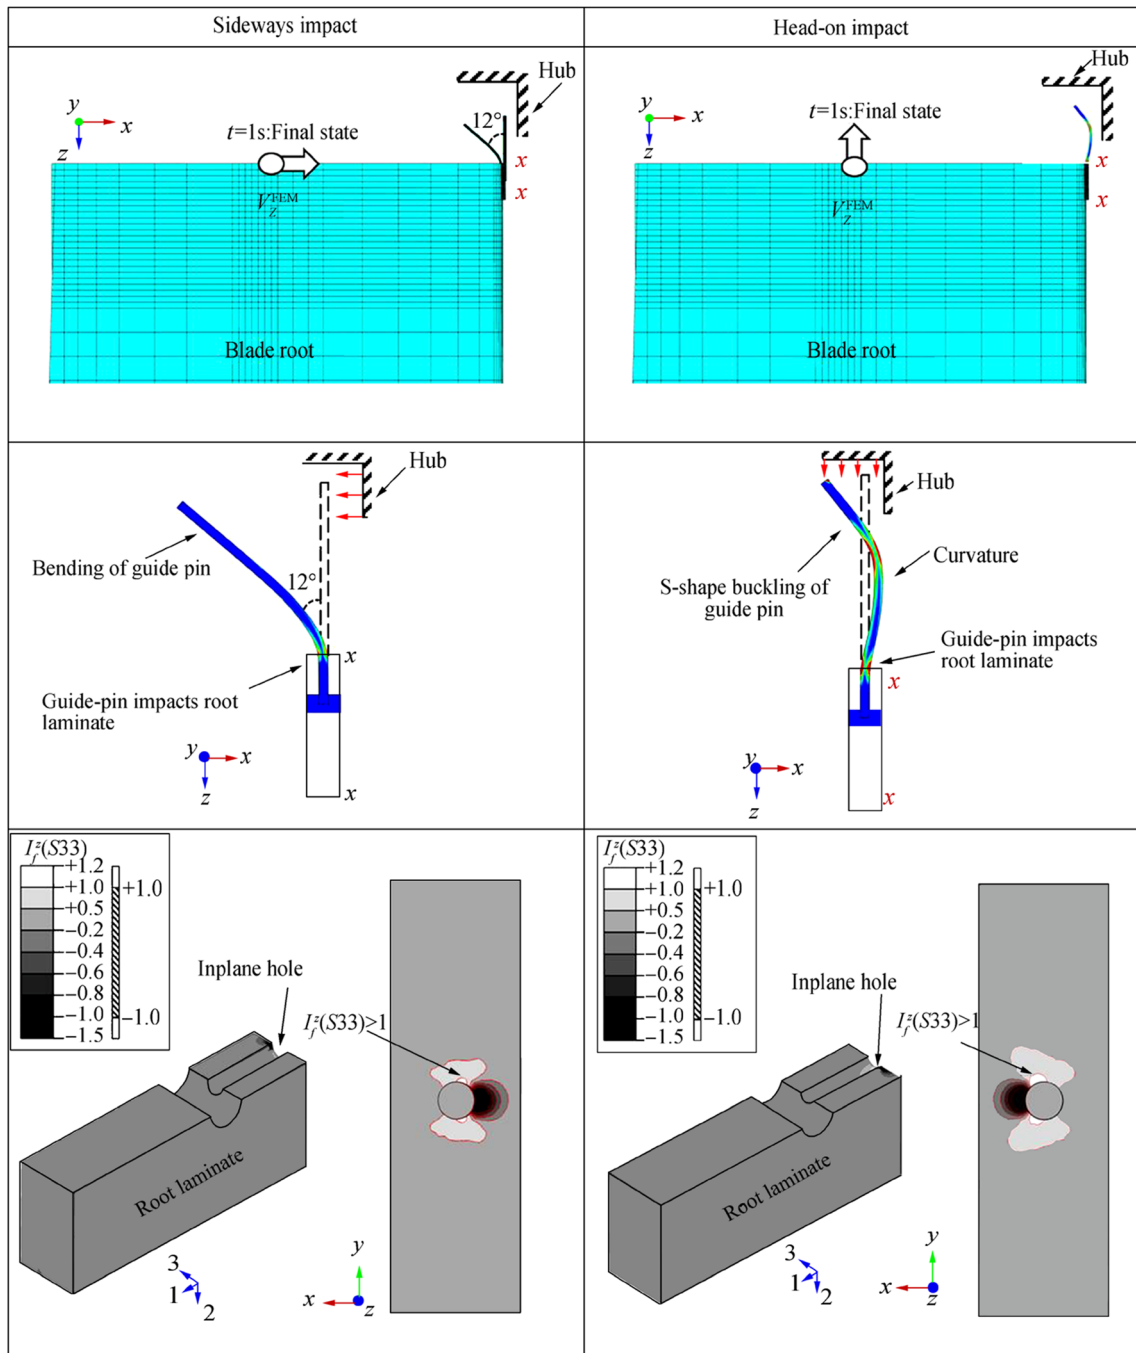 Sideways impact
Head-on impact
Hub
y
x
z
t=1s:Final state
12°
x
x
V_Z^FEM
Blade root
Hub
y
x
z
t=1s:Final state
x
x
V_Z^FEM
Blade root
Hub
Bending of guide pin
12°
x
Guide-pin impacts root
laminate
y
x
z
x
Hub
Curvature
S-shape buckling of
guide pin
Guide-pin impacts
root laminate
x
y
x
z
x
I_f^z(S33)
+1.2
+1.0
+0.5
−0.2
−0.4
−0.6
−0.8
−1.0
−1.5
+1.0
−1.0
Inplane hole
I_f^z(S33)>1
Root laminate
3
1
2
y
x
z
I_f^z(S33)
+1.2
+1.0
+0.5
−0.2
−0.4
−0.6
−0.8
−1.0
−1.5
+1.0
−1.0
Inplane hole
I_f^z(S33)>1
Root laminate
3
1
2
y
x
z